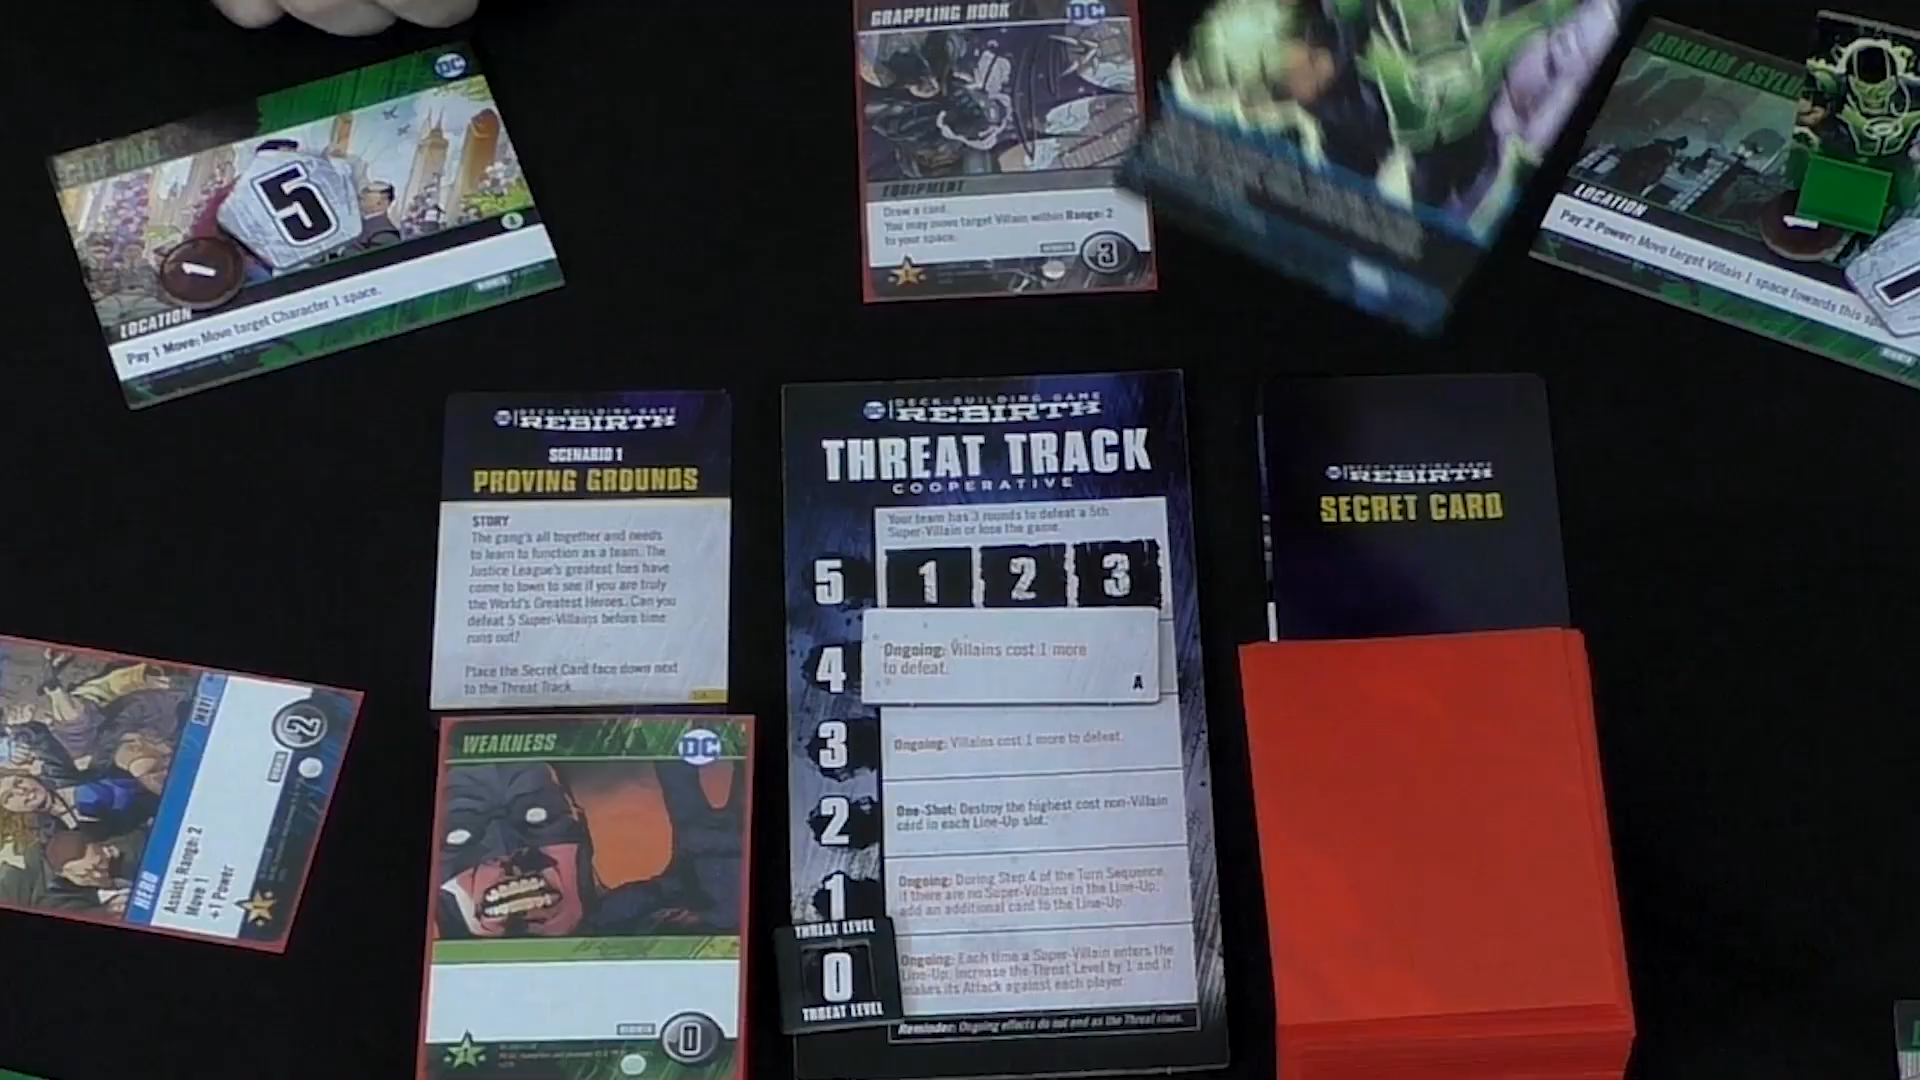 GRAPPLING HOOK
DC
EQUIPMENT
Draw a card.
You may move target Villain within Range: 2
to your space.
3
DC
CITY HALL
5
1
LOCATION
Pay 1 Move: Move target Character 1 space.
ARKHAM ASYLUM
LOCATION
Pay 2 Power: Move target Villain 1 space towards this
1
DECK-BUILDING GAME
REBIRTH
SCENARIO 1
PROVING GROUNDS
STORY
The gang's all together and needs
to learn to function as a team. The
Justice League's greatest foes have
come to town to see if you are truly
the World's Greatest Heroes. Can you
defeat 5 Super-Villains before time
runs out?
Place the Secret Card face down next
to the Threat Track.
DECK-BUILDING GAME
REBIRTH
THREAT TRACK
COOPERATIVE
Your team has 3 rounds to defeat a 5th
Super-Villain or lose the game.
5
1 2 3
4
Ongoing: Villains cost 1 more
to defeat.
A
3
Ongoing: Villains cost 1 more to defeat.
2
One-Shot: Destroy the highest cost non-Villain
card in each Line-Up slot.
1
Ongoing: During Step 4 of the Turn Sequence,
if there are no Super-Villains in the Line-Up,
add an additional card to the Line-Up.
THREAT LEVEL
0
THREAT LEVEL
Ongoing: Each time a Super-Villain enters the
Line-Up, increase the Threat Level by 1 and it
makes its Attack against each player.
Reminder: Ongoing effects do not end as the Threat rises.
DECK-BUILDING GAME
REBIRTH
SECRET CARD
HERO
MOVE
2
Assist, Range: 2
Move 1
+1 Power
WEAKNESS
DC
0